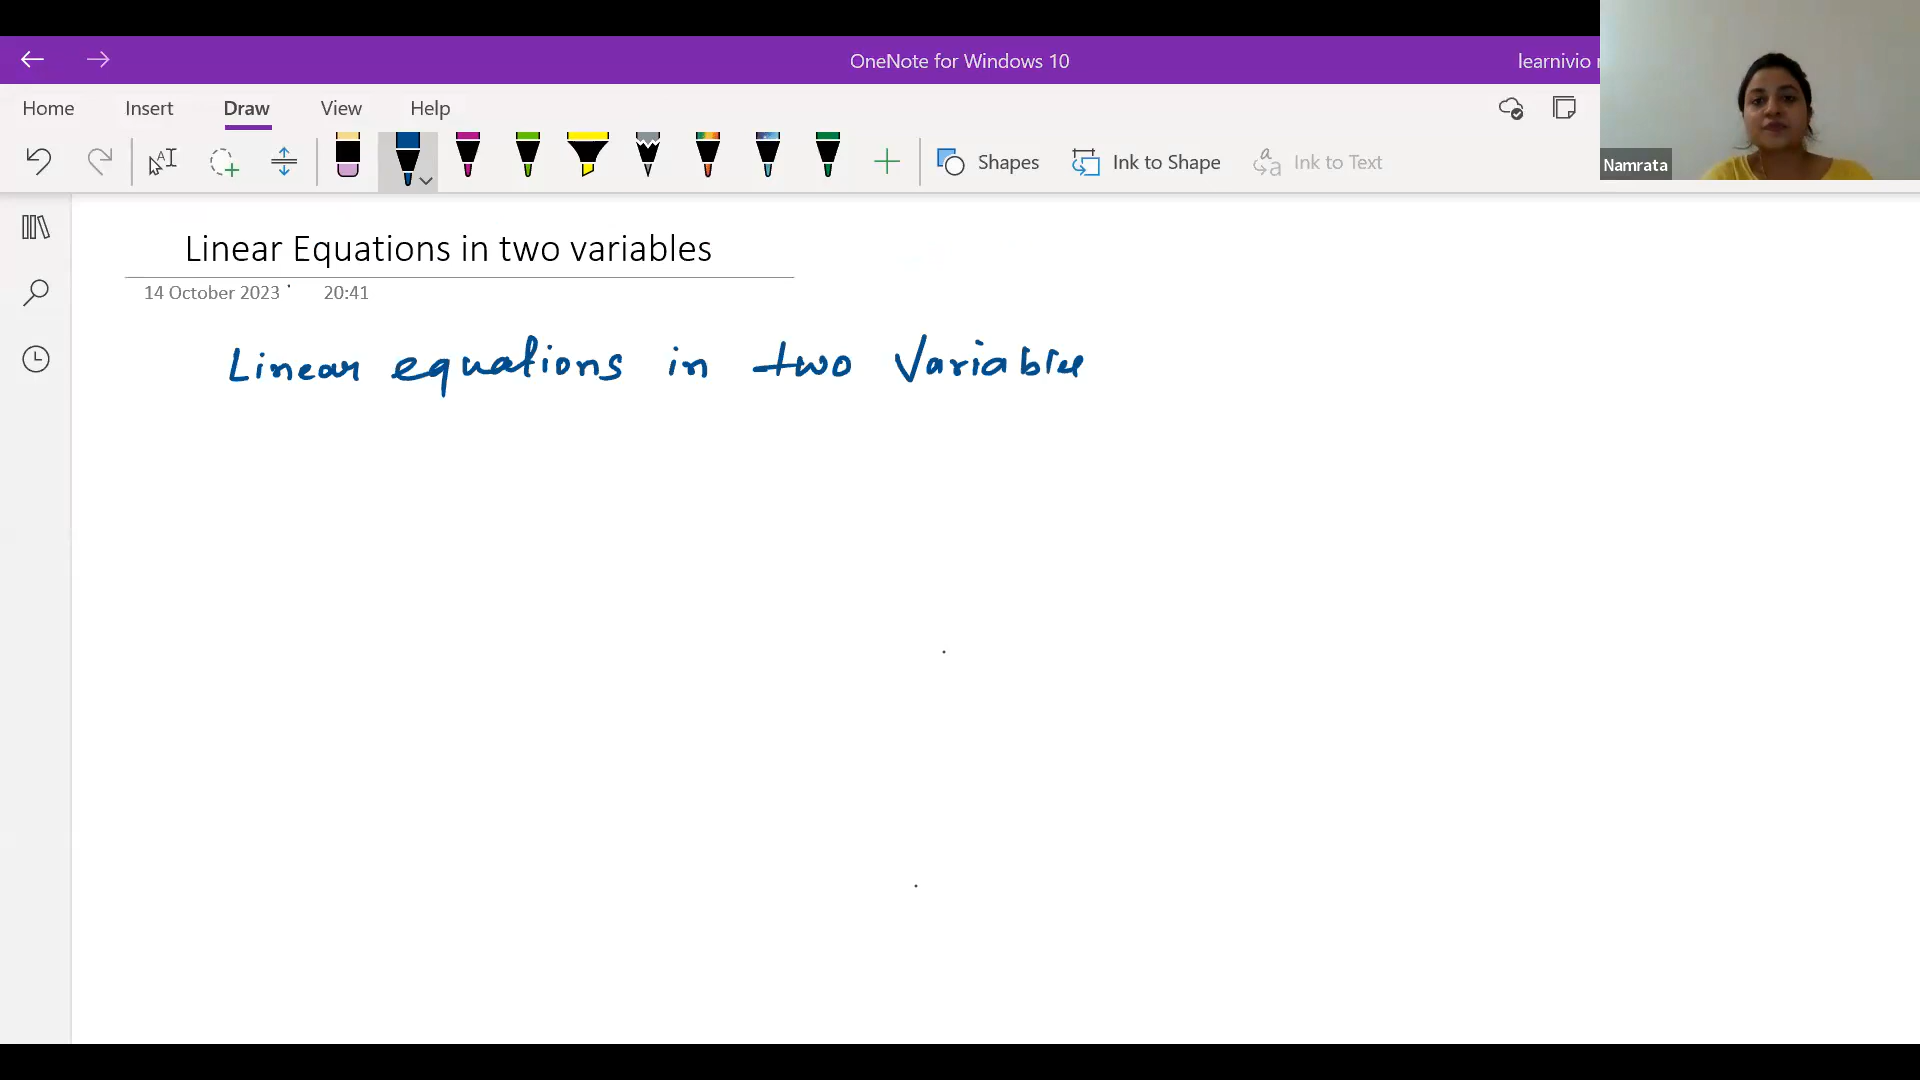 OneNote for Windows 10
learnivio
Home Insert Draw View Help
Shapes Ink to Shape Ink to Text
Namrata
Linear Equations in two variables
14 October 2023 20:41
Linear equations in two Variables